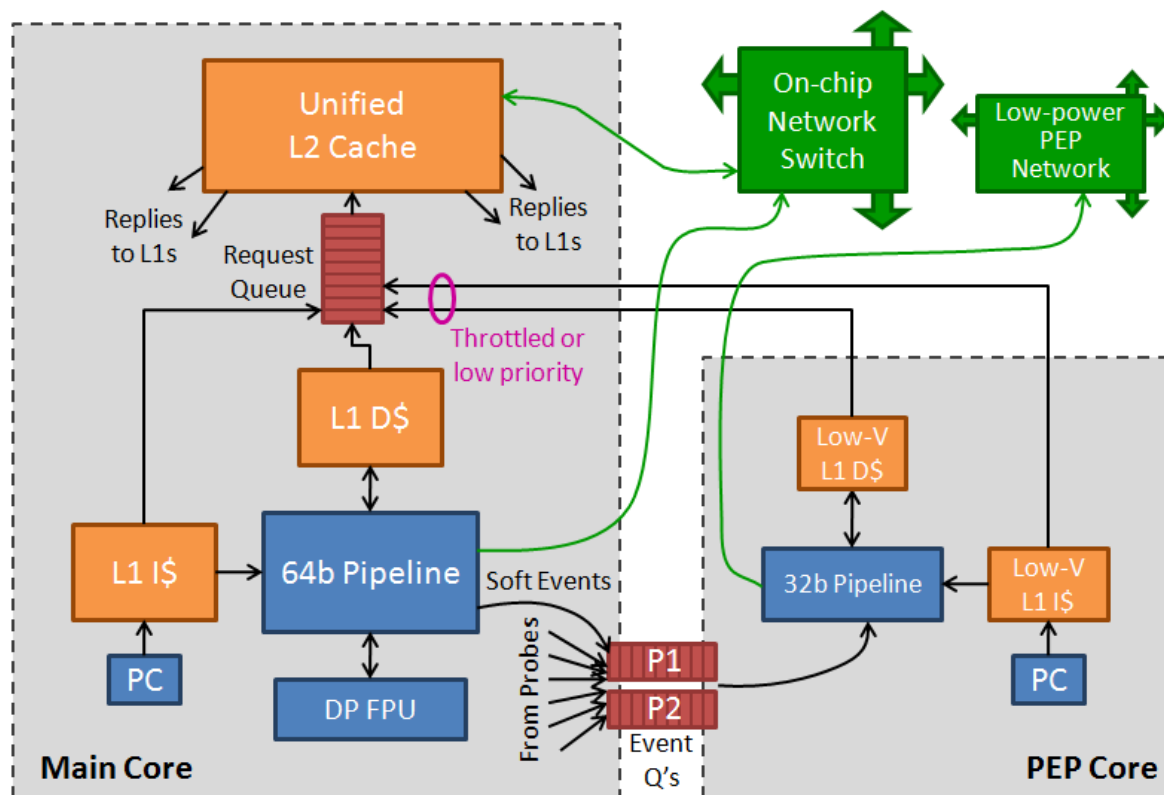 Unified
L2 Cache
On-chip
Network
Switch
Low-power
PEP
Network
Replies
to L1s
Replies
to L1s
Request
Queue
Throttled or
low priority
L1 D$
Low-V
L1 D$
L1 I$
64b Pipeline
Soft Events
32b Pipeline
Low-V
L1 I$
PC
DP FPU
From Probes
P1
P2
Event
Q's
PC
Main Core
PEP Core